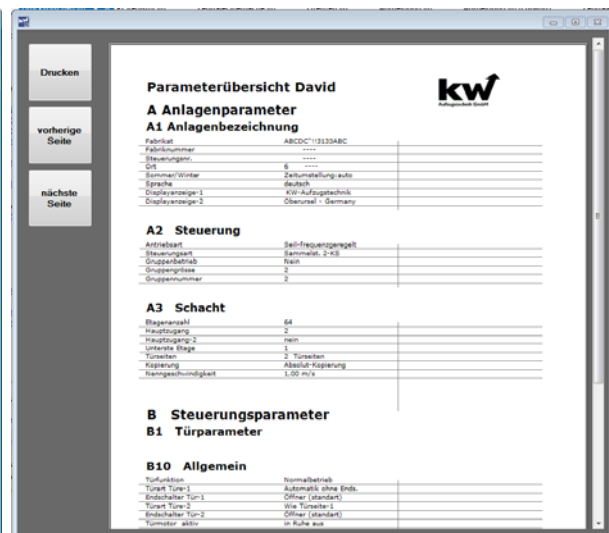 Drucken
vorherige
Seite
nächste
Seite
Parameterübersicht David
kw
Aufzugstechnik GmbH
A Anlagenparameter
A1 Anlagenbezeichnung
Fabrikat ABCDC"!!3133ABC
Fabriknummer ----
Steuerungsnr. ----
Ort 6 ----
Sommer/Winter Zeitumstellung:auto
Sprache deutsch
Displayanzeige-1 KW-Aufzugstechnik
Displayanzeige-2 Oberursel - Germany
A2 Steuerung
Antriebsart Seil-frequenzgeregelt
Steuerungsart Sammelst. 2-KS
Gruppenbetrieb Nein
Gruppengrösse 2
Gruppennummer 2
A3 Schacht
Etagenanzahl 64
Hauptzugang 2
Hauptzugang-2 nein
Unterste Etage 1
Türseiten 2 Türseiten
Kopierung Absolut-Kopierung
Nenngeschwindigkeit 1,00 m/s
B Steuerungsparameter
B1 Türparameter
B10 Allgemein
Türfunktion Normalbetrieb
Türart Türe-1 Automatik ohne Ends.
Endschalter Tür-1 Öffner (standart)
Türart Türe-2 Wie Türseite-1
Endschalter Tür-2 Öffner (standart)
Türmotor aktiv in Ruhe aus